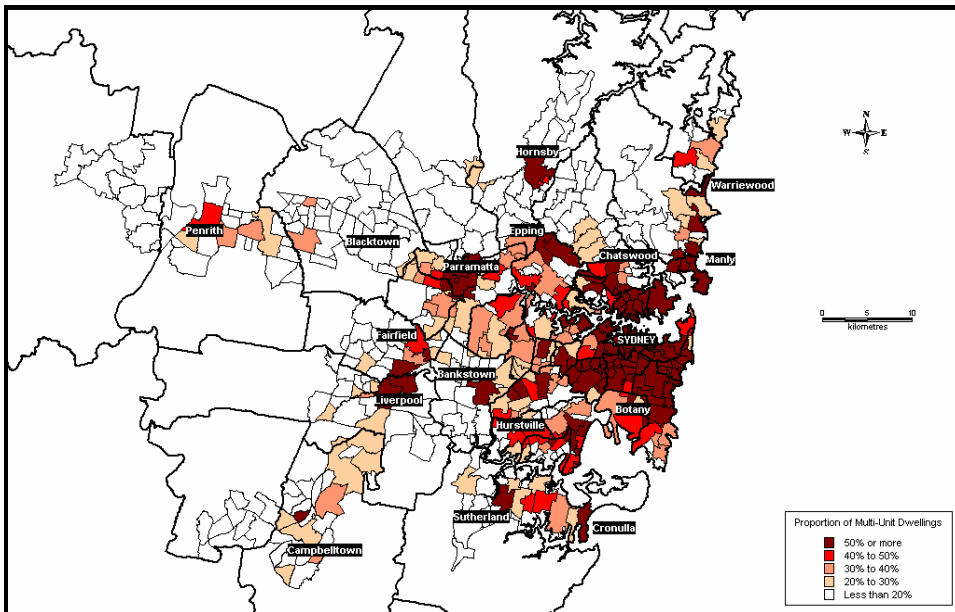 Hornsby
N
W E
S
Warriewood
Penrith
Epping
Blacktown
Chatswood
Manly
Parramatta
0 5 10
kilometres
Fairfield
SYDNEY
Bankstown
Liverpool
Botany
Hurstville
Sutherland
Cronulla
Campbelltown
Proportion of Multi-Unit Dwellings
50% or more
40% to 50%
30% to 40%
20% to 30%
Less than 20%